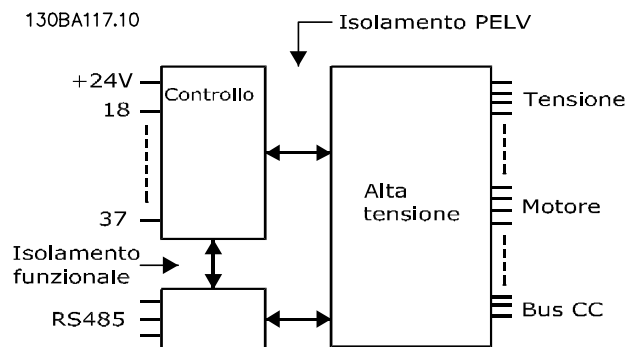 130BA117.10
Isolamento PELV
+24V
Controllo
18
37
Alta
tensione
Tensione
Motore
Bus CC
Isolamento
funzionale
RS485